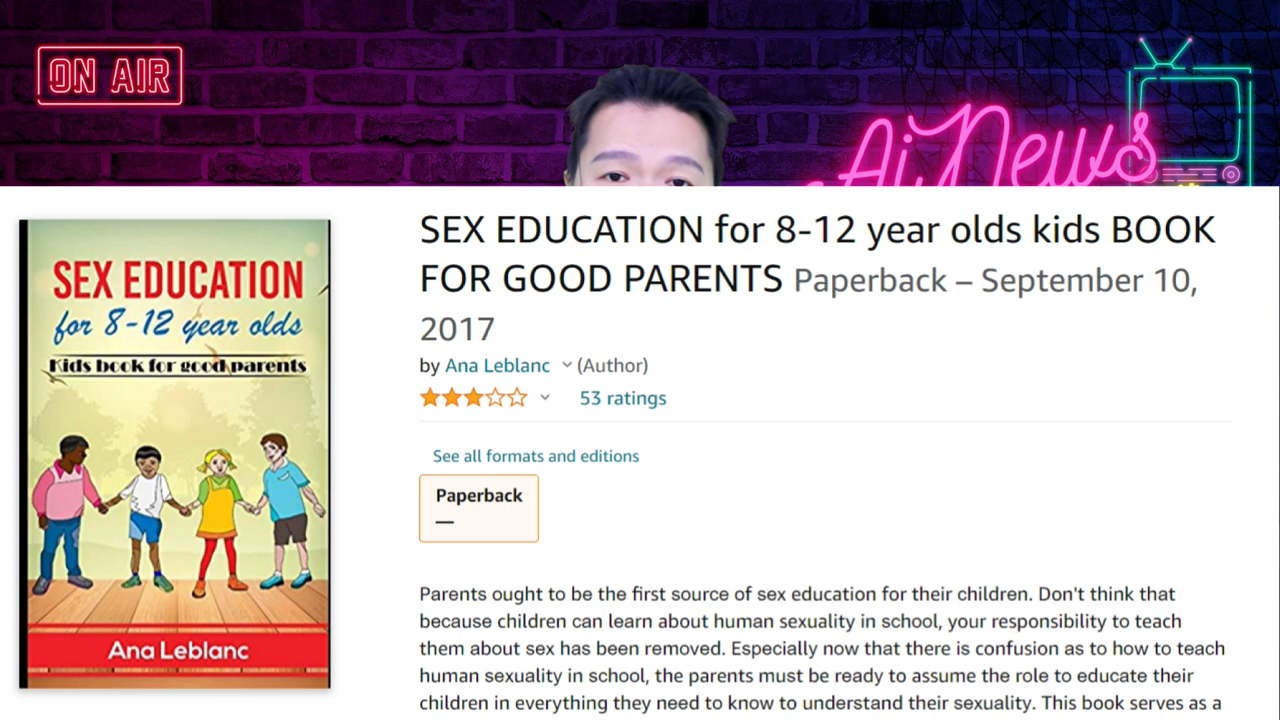 ON AIR
Ai News
SEX EDUCATION for 8-12 year olds kids BOOK
FOR GOOD PARENTS Paperback – September 10,
2017
by Ana Leblanc (Author)
53 ratings
See all formats and editions
Paperback
—
Parents ought to be the first source of sex education for their children. Don't think that
because children can learn about human sexuality in school, your responsibility to teach
them about sex has been removed. Especially now that there is confusion as to how to teach
human sexuality in school, the parents must be ready to assume the role to educate their
children in everything they need to know to understand their sexuality. This book serves as a
SEX EDUCATION
for 8-12 year olds
Kids book for good parents
Ana Leblanc